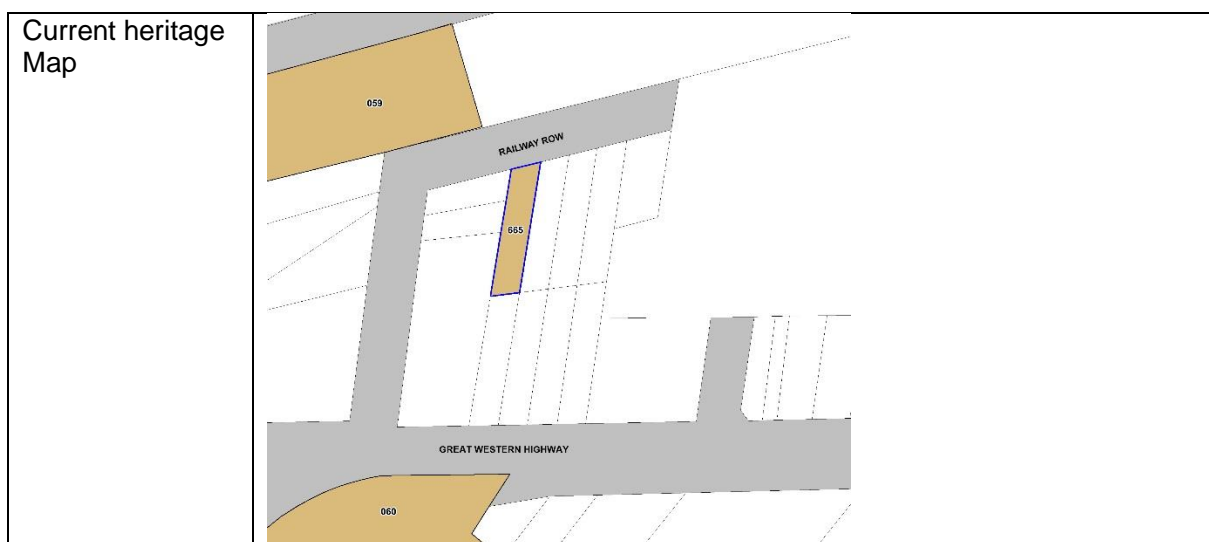 Current heritage
Map
059
RAILWAY ROW
665
GREAT WESTERN HIGHWAY
060